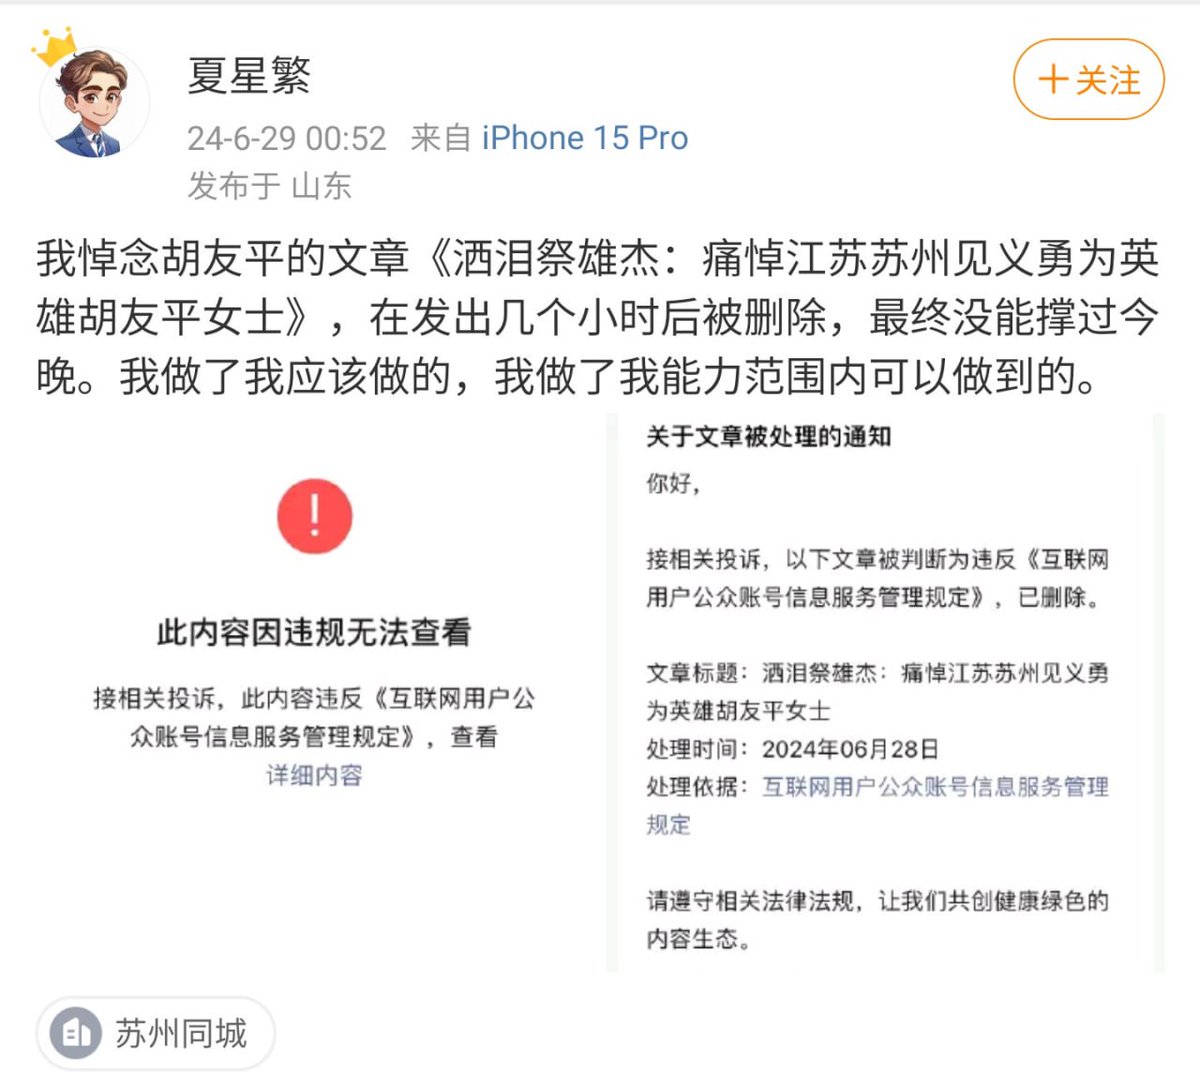 夏星繁
+关注
24-6-29 00:52 来自 iPhone 15 Pro
发布于 山东
我悼念胡友平的文章《洒泪祭雄杰：痛悼江苏苏州见义勇为英
雄胡友平女士》，在发出几个小时后被删除，最终没能撑过今
晚。我做了我应该做的，我做了我能力范围内可以做到的。
!
此内容因违规无法查看
接相关投诉，此内容违反《互联网用户公
众账号信息服务管理规定》，查看
详细内容
关于文章被处理的通知
你好，
接相关投诉，以下文章被判断为违反《互联网
用户公众账号信息服务管理规定》，已删除。
文章标题：洒泪祭雄杰：痛悼江苏苏州见义勇
为英雄胡友平女士
处理时间：2024年06月28日
处理依据：互联网用户公众账号信息服务管理
规定
请遵守相关法律法规，让我们共创健康绿色的
内容生态。
苏州同城